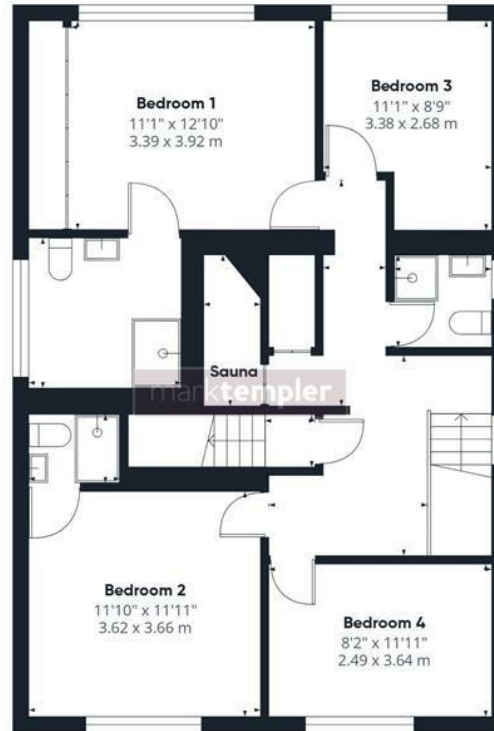 Bedroom 1
11'1" x 12'10"
3.39 x 3.92 m
Bedroom 3
11'1" x 8'9"
3.38 x 2.68 m
Sauna
marktempler
Bedroom 2
11'10" x 11'11"
3.62 x 3.66 m
Bedroom 4
8'2" x 11'11"
2.49 x 3.64 m